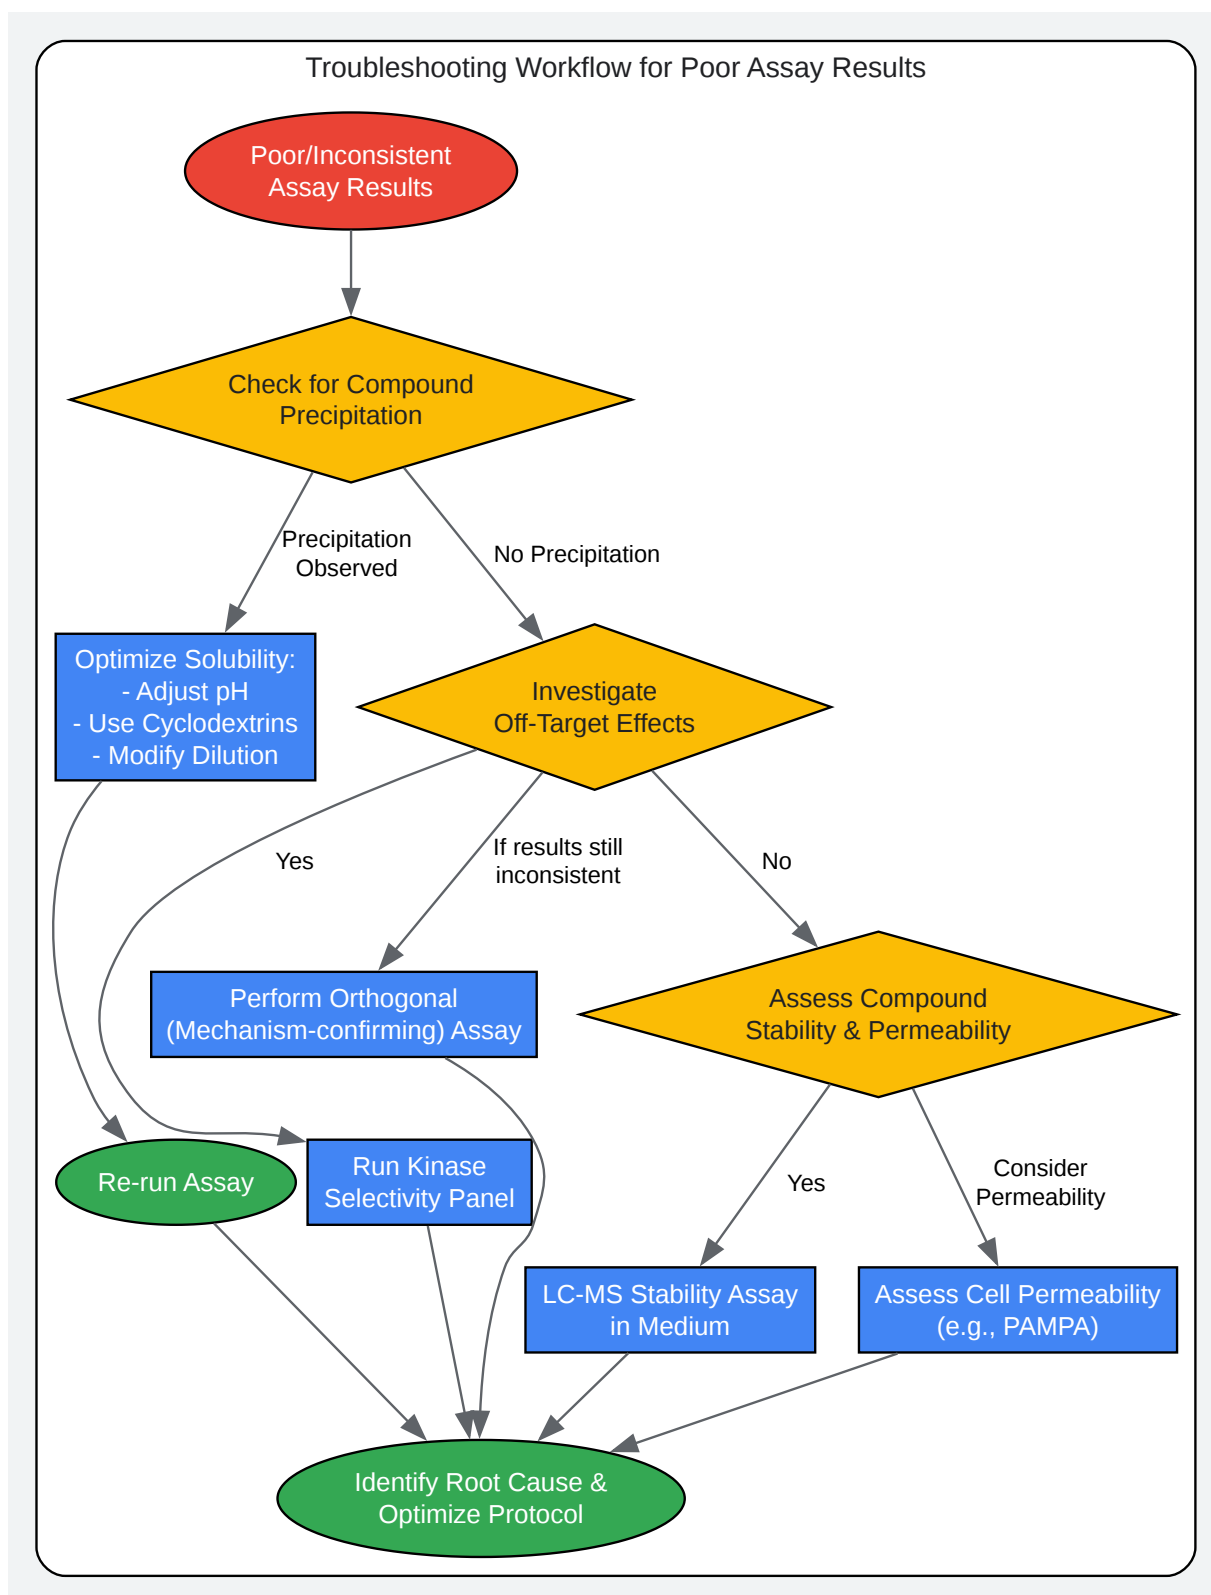 Troubleshooting Workflow for Poor Assay Results
Poor/Inconsistent
Assay Results
Check for Compound
Precipitation
Precipitation
Observed
No Precipitation
Optimize Solubility:
- Adjust pH
- Use Cyclodextrins
- Modify Dilution
Investigate
Off-Target Effects
Yes
If results still
inconsistent
No
Perform Orthogonal
(Mechanism-confirming) Assay
Assess Compound
Stability & Permeability
Re-run Assay
Run Kinase
Selectivity Panel
Yes
Consider
Permeability
LC-MS Stability Assay
in Medium
Assess Cell Permeability
(e.g., PAMPA)
Identify Root Cause &
Optimize Protocol